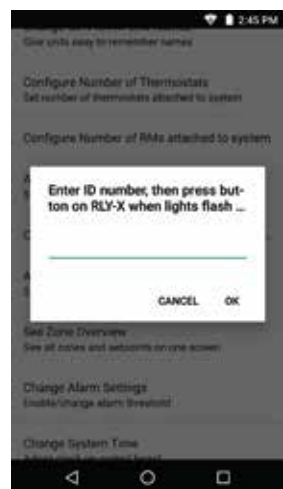 2:45 PM
Give units easy to remember names
Configure Number of Thermostats
Set number of thermostats attached to system
Configure Number of RMs attached to system
Enter ID number, then press but-
ton on RLY-X when lights flash ...
CANCEL OK
See Zone Overview
See all zones and setpoints on one screen
Change Alarm Settings
Enable/change alarm threshold
Change System Time